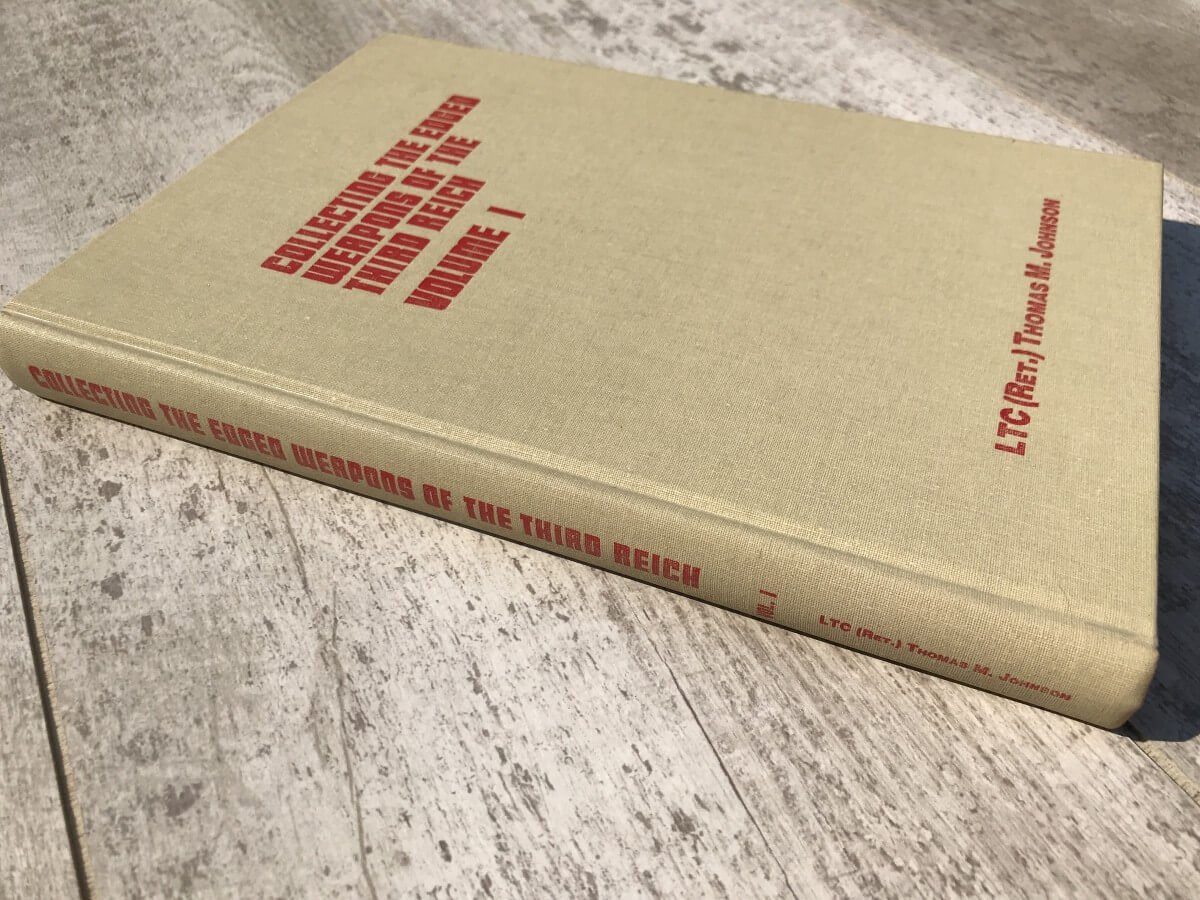 COLLECTING THE EDGED
WEAPONS OF THE
THIRD REICH
VOLUME I
LTC (RET.) THOMAS M. JOHNSON
COLLECTING THE EDGED WEAPONS OF THE THIRD REICH
VOL. I
LTC (RET.) THOMAS M. JOHNSON